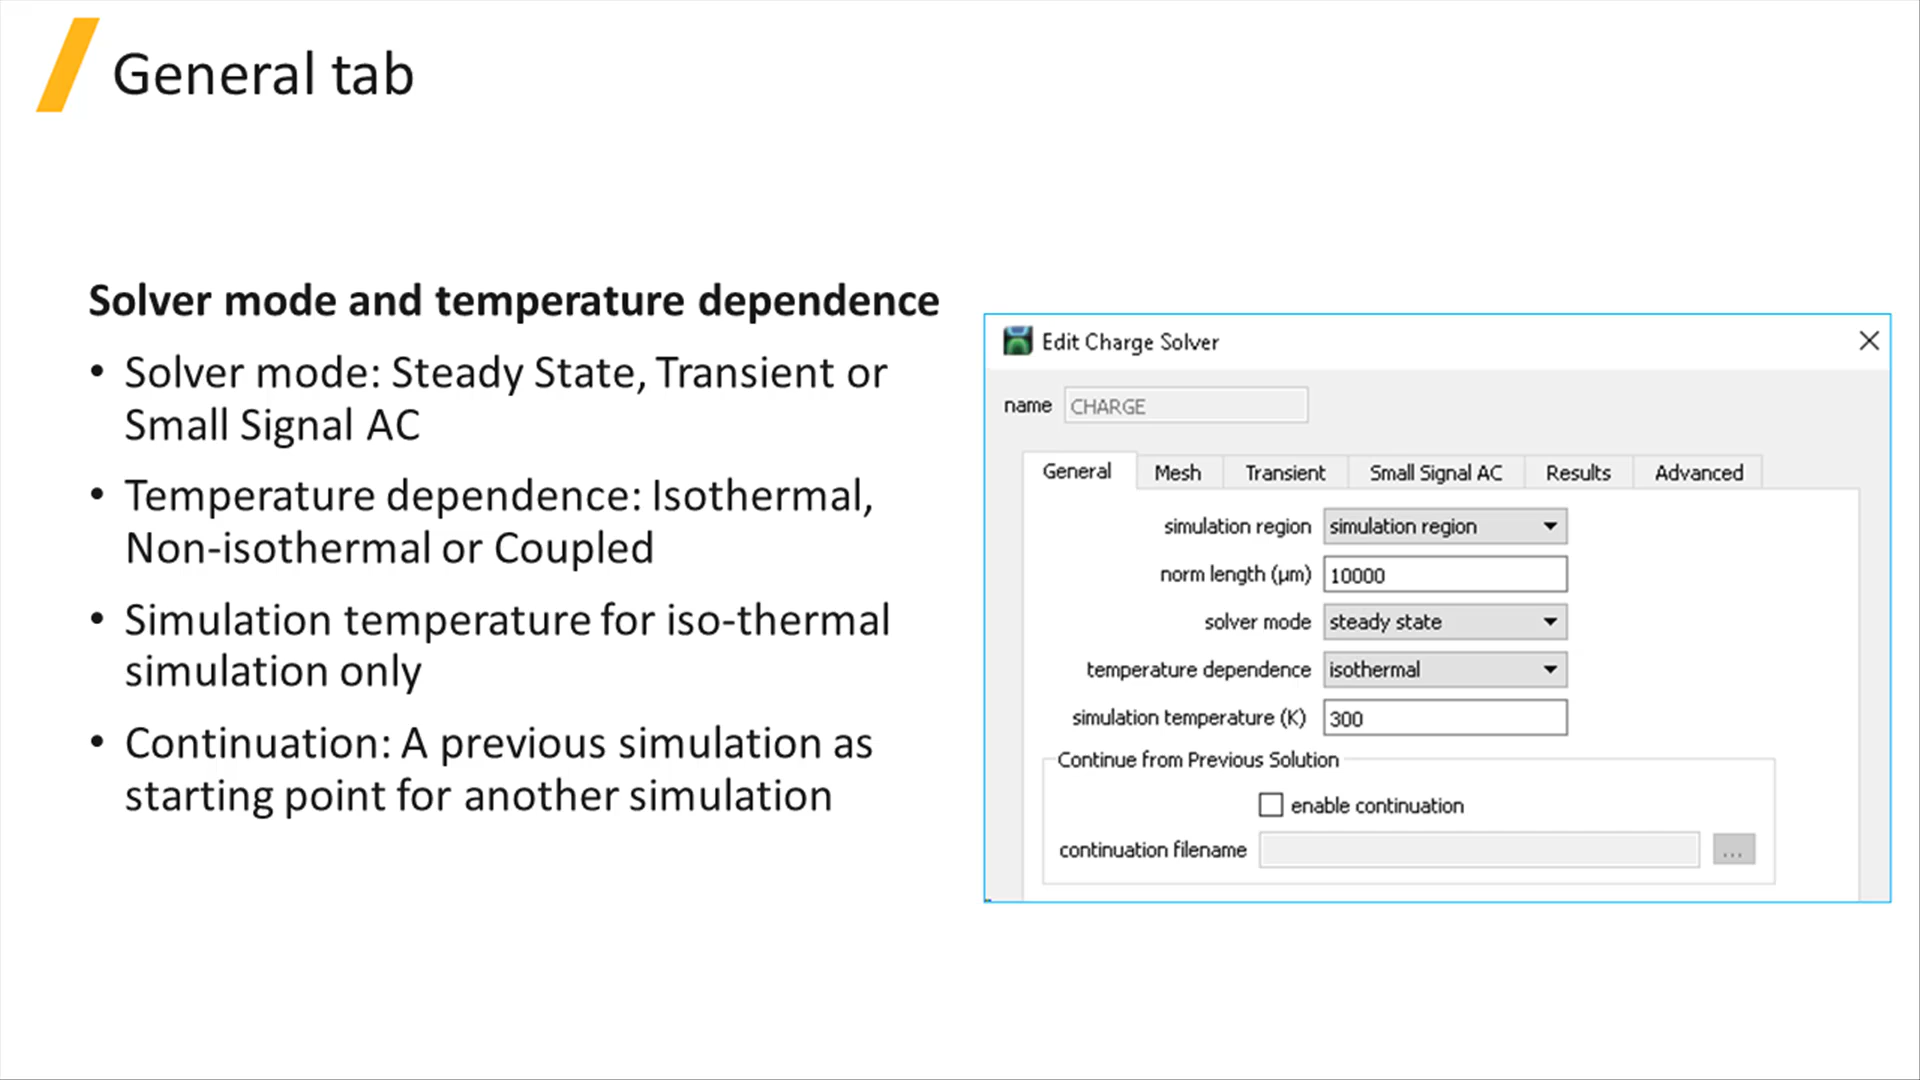 General tab
Solver mode and temperature dependence
• Solver mode: Steady State, Transient or
Small Signal AC
• Temperature dependence: Isothermal,
Non-isothermal or Coupled
• Simulation temperature for iso-thermal
simulation only
• Continuation: A previous simulation as
starting point for another simulation
Edit Charge Solver
name CHARGE
General Mesh Transient Small Signal AC Results Advanced
simulation region simulation region
norm length (μm) 10000
solver mode steady state
temperature dependence isothermal
simulation temperature (K) 300
Continue from Previous Solution
enable continuation
continuation filename ...